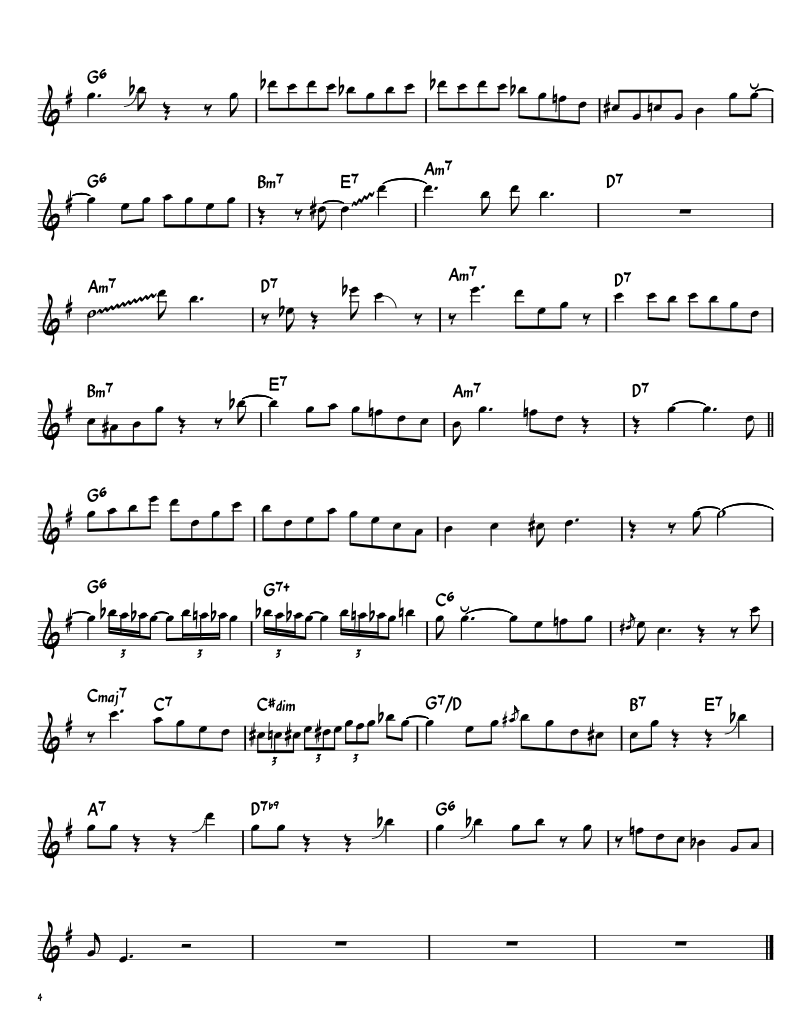 G6
G6 Bm7 E7 Am7 D7
Am7 D7 Am7 D7
Bm7 E7 Am7 D7
G6
G6 G7+ C6
3 3 3 3
Cmaj7 C7 C#dim G7/D B7 E7
3 3 3
A7 D7b9 G6
4